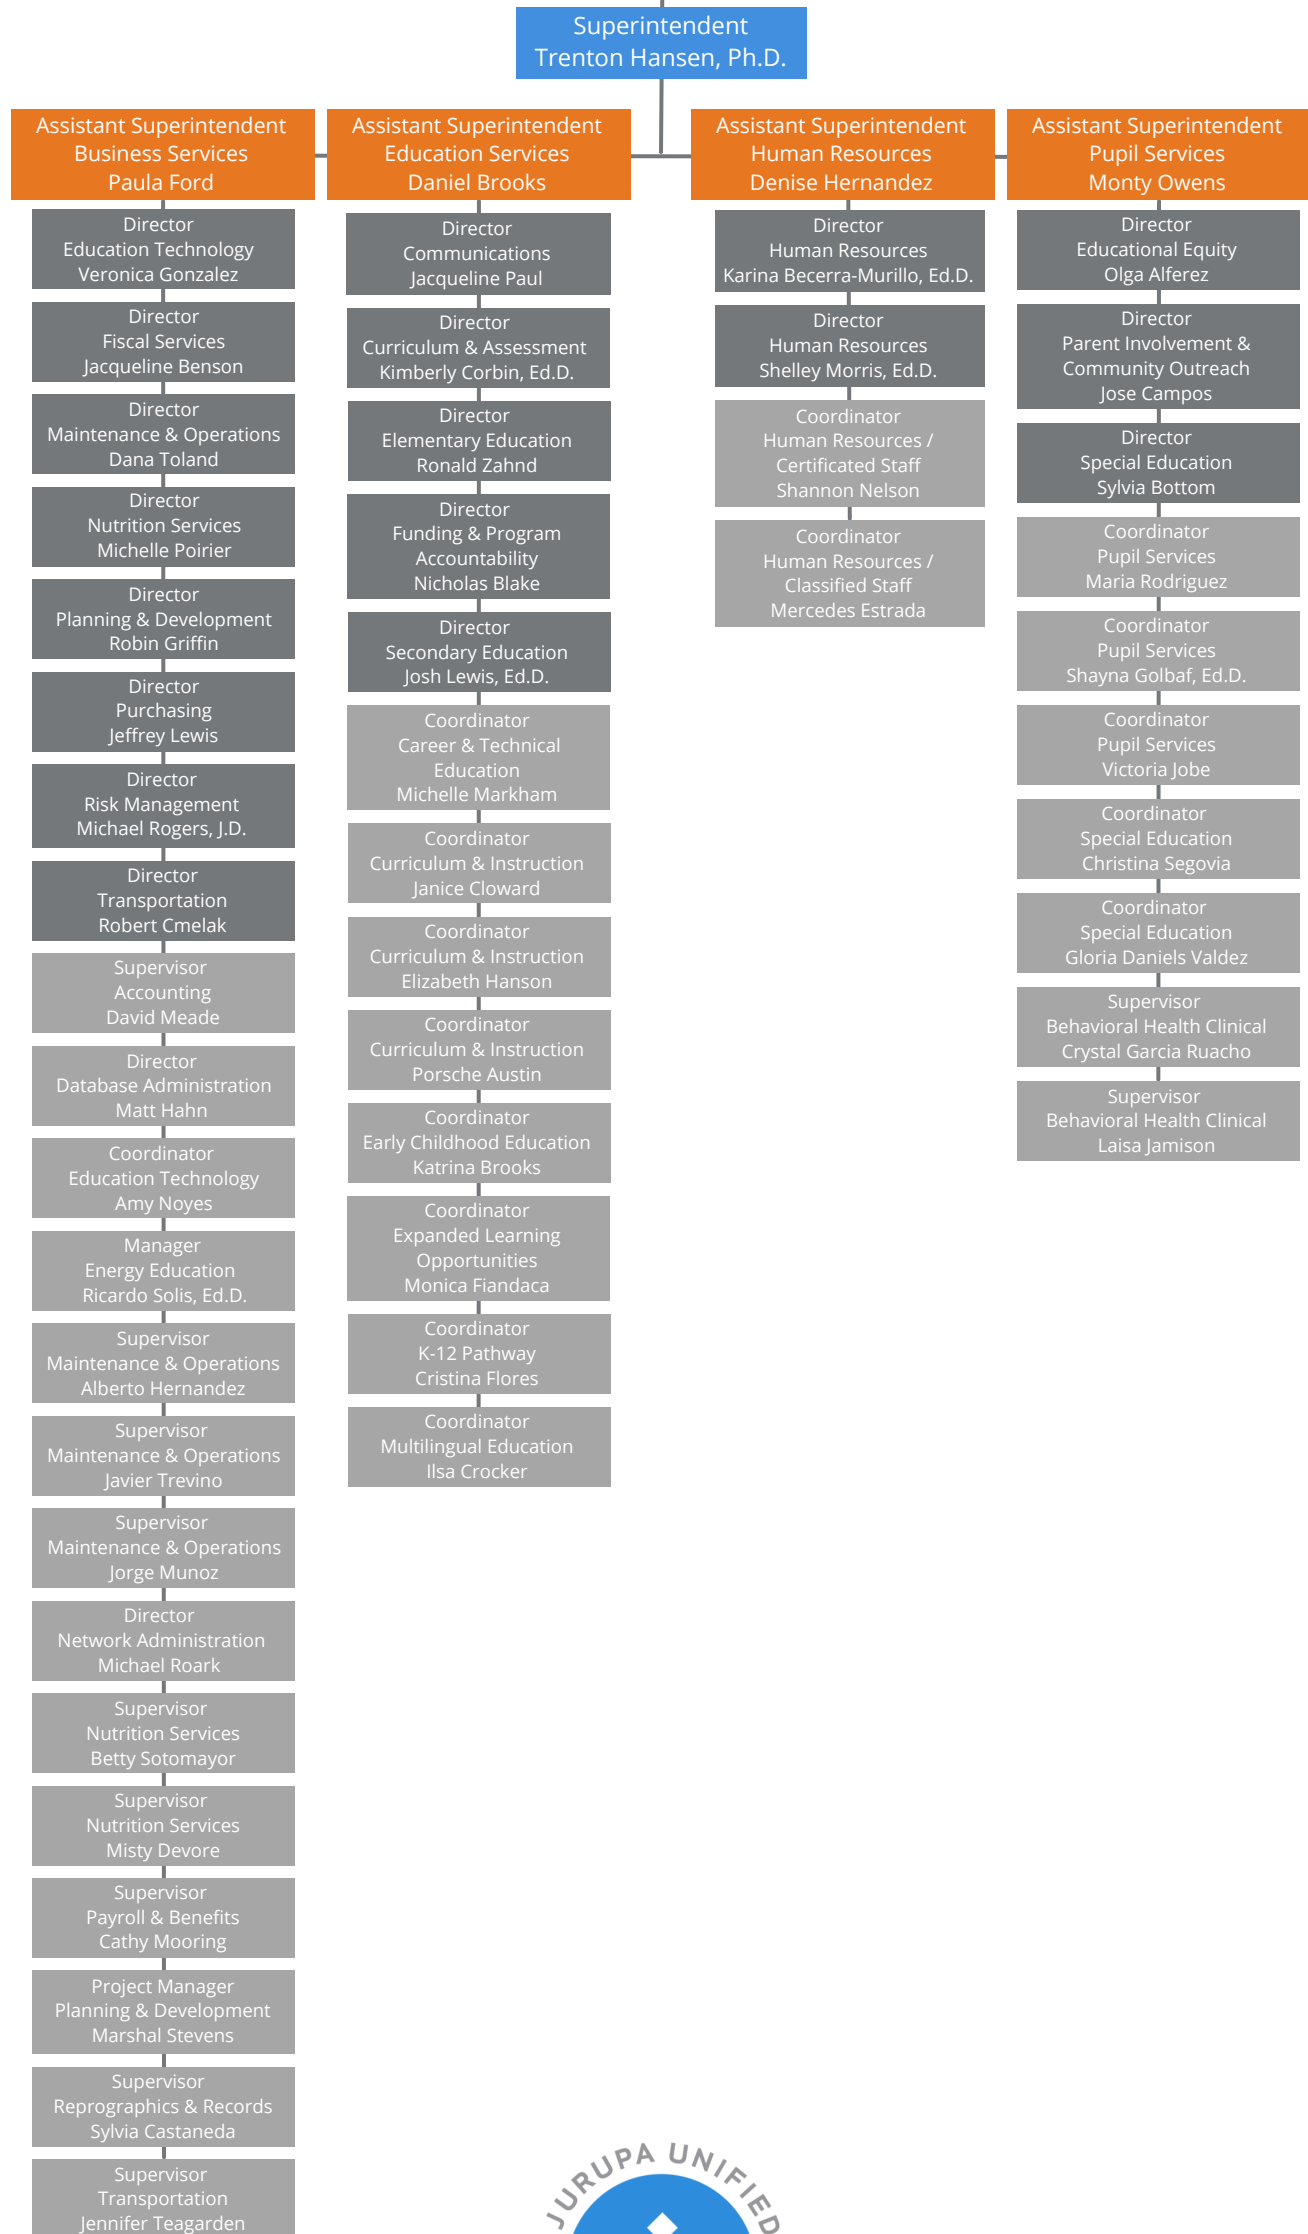 Superintendent
Trenton Hansen, Ph.D.
Assistant Superintendent
Business Services
Paula Ford
Director
Education Technology
Veronica Gonzalez
Director
Fiscal Services
Jacqueline Benson
Director
Maintenance & Operations
Dana Toland
Director
Nutrition Services
Michelle Poirier
Director
Planning & Development
Robin Griffin
Director
Purchasing
Jeffrey Lewis
Director
Risk Management
Michael Rogers, J.D.
Director
Transportation
Robert Cmelak
Supervisor
Accounting
David Meade
Director
Database Administration
Matt Hahn
Coordinator
Education Technology
Amy Noyes
Manager
Energy Education
Ricardo Solis, Ed.D.
Supervisor
Maintenance & Operations
Alberto Hernandez
Supervisor
Maintenance & Operations
Javier Trevino
Supervisor
Maintenance & Operations
Jorge Munoz
Director
Network Administration
Michael Roark
Supervisor
Nutrition Services
Betty Sotomayor
Supervisor
Nutrition Services
Misty Devore
Supervisor
Payroll & Benefits
Cathy Mooring
Project Manager
Planning & Development
Marshal Stevens
Supervisor
Reprographics & Records
Sylvia Castaneda
Supervisor
Transportation
Jennifer Teagarden
Assistant Superintendent
Education Services
Daniel Brooks
Director
Communications
Jacqueline Paul
Director
Curriculum & Assessment
Kimberly Corbin, Ed.D.
Director
Elementary Education
Ronald Zahnd
Director
Funding & Program
Accountability
Nicholas Blake
Director
Secondary Education
Josh Lewis, Ed.D.
Coordinator
Career & Technical
Education
Michelle Markham
Coordinator
Curriculum & Instruction
Janice Cloward
Coordinator
Curriculum & Instruction
Elizabeth Hanson
Coordinator
Curriculum & Instruction
Porsche Austin
Coordinator
Early Childhood Education
Katrina Brooks
Coordinator
Expanded Learning
Opportunities
Monica Fiandaca
Coordinator
K-12 Pathway
Cristina Flores
Coordinator
Multilingual Education
Ilsa Crocker
Assistant Superintendent
Human Resources
Denise Hernandez
Director
Human Resources
Karina Becerra-Murillo, Ed.D.
Director
Human Resources
Shelley Morris, Ed.D.
Coordinator
Human Resources /
Certificated Staff
Shannon Nelson
Coordinator
Human Resources /
Classified Staff
Mercedes Estrada
Assistant Superintendent
Pupil Services
Monty Owens
Director
Educational Equity
Olga Alferez
Director
Parent Involvement &
Community Outreach
Jose Campos
Director
Special Education
Sylvia Bottom
Coordinator
Pupil Services
Maria Rodriguez
Coordinator
Pupil Services
Shayna Golbaf, Ed.D.
Coordinator
Pupil Services
Victoria Jobe
Coordinator
Special Education
Christina Segovia
Coordinator
Special Education
Gloria Daniels Valdez
Supervisor
Behavioral Health Clinical
Crystal Garcia Ruacho
Supervisor
Behavioral Health Clinical
Laisa Jamison
JURUPA UNIFIED